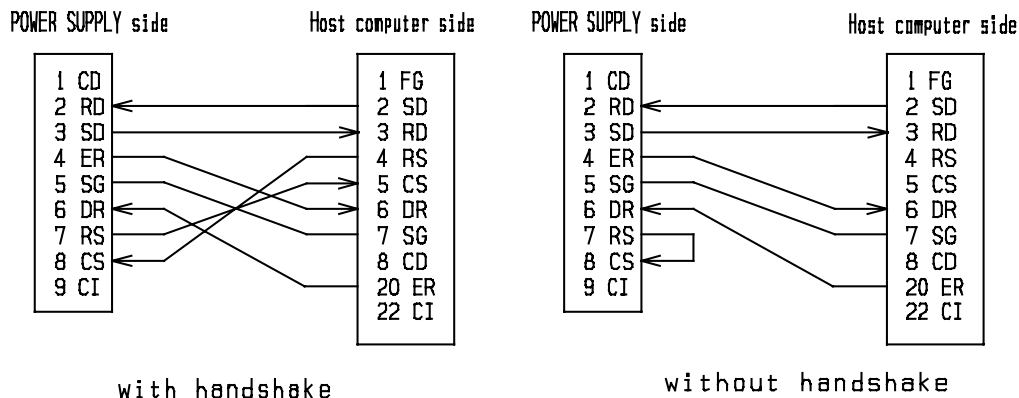 POWER SUPPLY side
1 CD
2 RD
3 SD
4 ER
5 SG
6 DR
7 RS
8 CS
9 CI
Host computer side
1 FG
2 SD
3 RD
4 RS
5 CS
6 DR
7 SG
8 CD
20 ER
22 CI
with handshake
POWER SUPPLY side
1 CD
2 RD
3 SD
4 ER
5 SG
6 DR
7 RS
8 CS
9 CI
Host computer side
1 FG
2 SD
3 RD
4 RS
5 CS
6 DR
7 SG
8 CD
20 ER
22 CI
without handshake